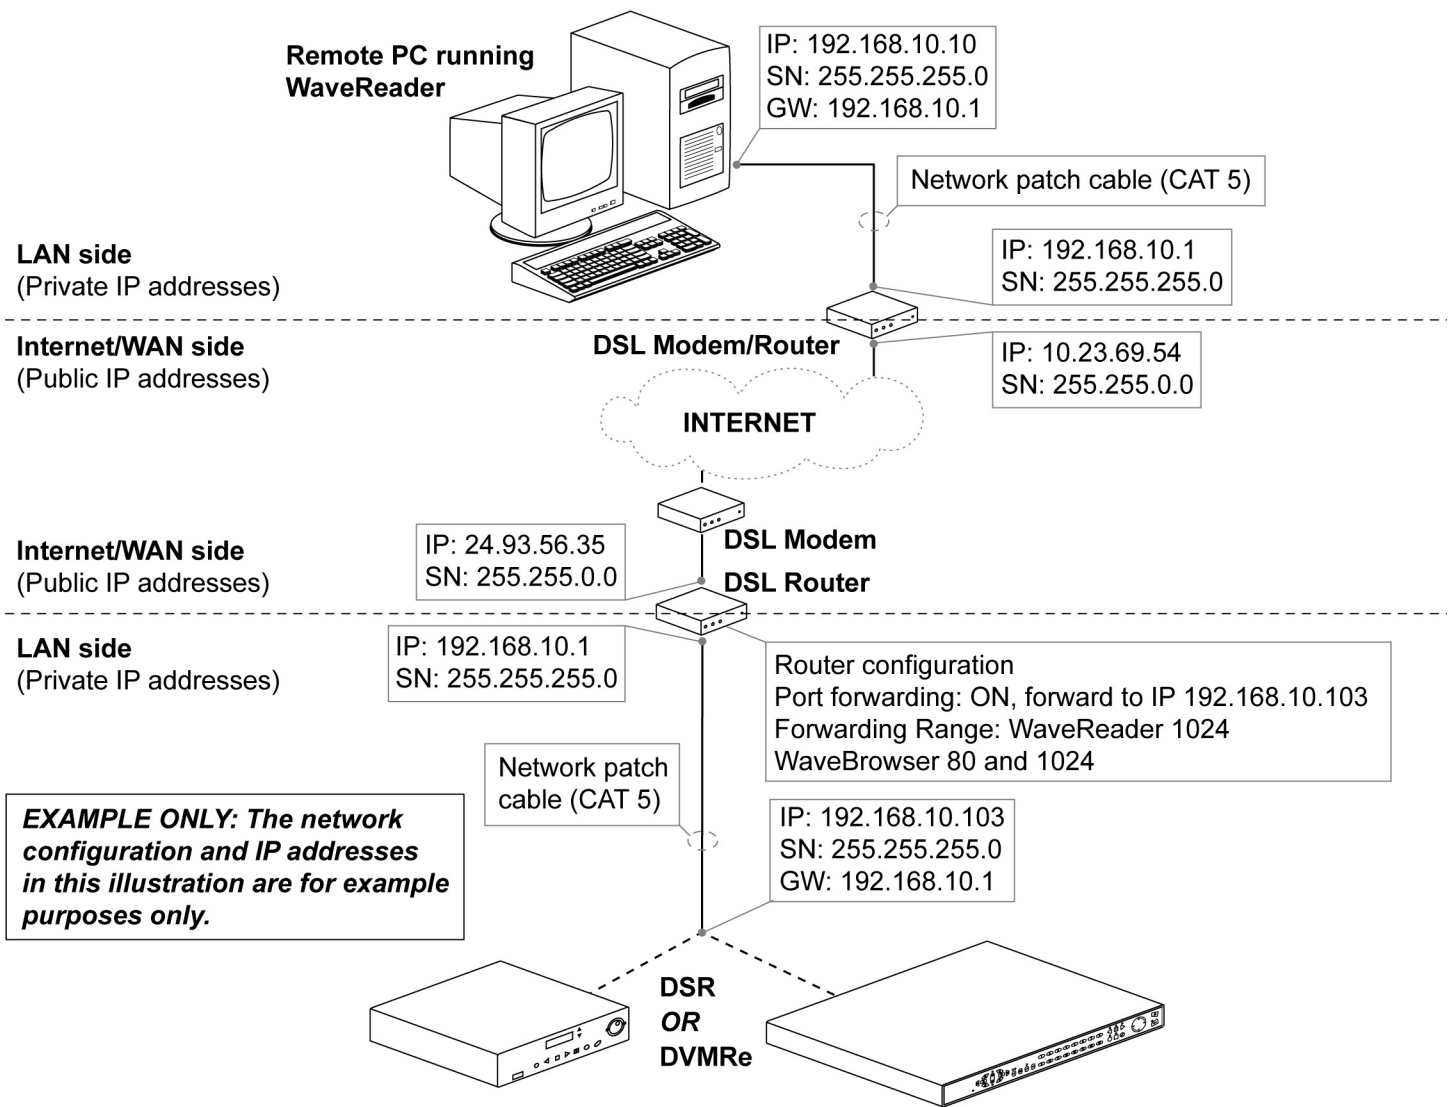 Remote PC running
WaveReader
IP: 192.168.10.10
SN: 255.255.255.0
GW: 192.168.10.1
Network patch cable (CAT 5)
LAN side
(Private IP addresses)
IP: 192.168.10.1
SN: 255.255.255.0
Internet/WAN side
(Public IP addresses)
DSL Modem/Router
IP: 10.23.69.54
SN: 255.255.0.0
INTERNET
Internet/WAN side
(Public IP addresses)
IP: 24.93.56.35
SN: 255.255.0.0
DSL Modem
DSL Router
LAN side
(Private IP addresses)
IP: 192.168.10.1
SN: 255.255.255.0
Router configuration
Port forwarding: ON, forward to IP 192.168.10.103
Forwarding Range: WaveReader 1024
WaveBrowser 80 and 1024
Network patch
cable (CAT 5)
EXAMPLE ONLY: The network
configuration and IP addresses
in this illustration are for example
purposes only.
IP: 192.168.10.103
SN: 255.255.255.0
GW: 192.168.10.1
DSR
OR
DVMRe